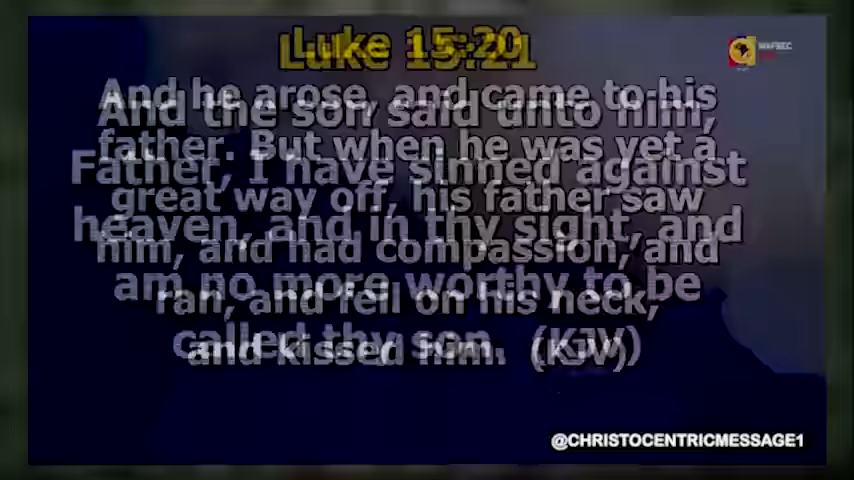 Luke 15:20
And he arose, and came to his
father. But when he was yet a
great way off, his father saw
him, and had compassion, and
ran, and fell on his neck,
and kissed him. (KJV)
Luke 15:21
And the son said unto him,
Father, I have sinned against
heaven, and in thy sight, and
am no more worthy to be
called thy son. (KJV)
@CHRISTOCENTRICMESSAGE1